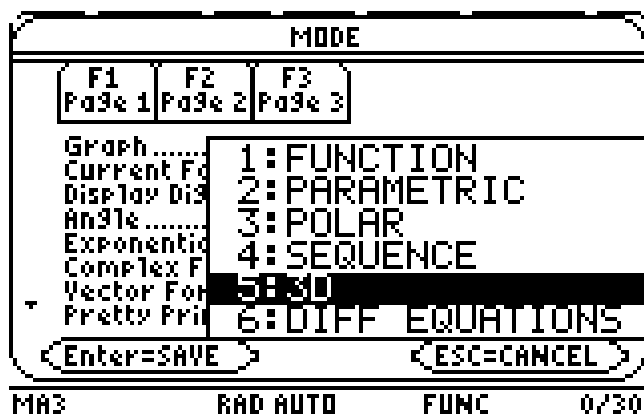 MODE
F1 F2 F3
Page 1 Page 2 Page 3
Graph.......
1:FUNCTION
Current Fo
2:PARAMETRIC
Display Dig
3:POLAR
Angle.......
4:SEQUENCE
Exponentia
5:3D
Complex F
6:DIFF EQUATIONS
Vector For
Pretty Prin
Enter=SAVE ESC=CANCEL
MA3 RAD AUTO FUNC 0/30